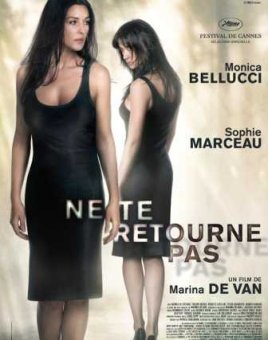 FESTIVAL DE CANNES
SÉLECTION OFFICIELLE
Monica
BELLUCCI
Sophie
MARCEAU
NE TE
RETOURNE
PAS
PAS
UN FILM DE
Marina DE VAN